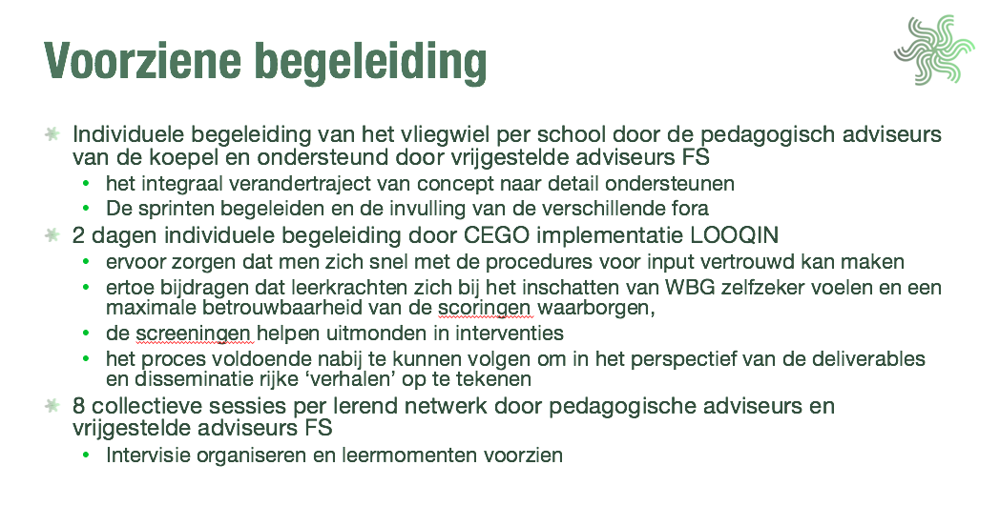 Voorziene begeleiding
Individuele begeleiding van het vliegwiel per school door de pedagogisch adviseurs
van de koepel en ondersteund door vrijgestelde adviseurs FS
• het integraal verandertraject van concept naar detail ondersteunen
• De sprinten begeleiden en de invulling van de verschillende fora
2 dagen individuele begeleiding door CEGO implementatie LOOQIN
• ervoor zorgen dat men zich snel met de procedures voor input vertrouwd kan maken
• ertoe bijdragen dat leerkrachten zich bij het inschatten van WBG zelfzeker voelen en een
maximale betrouwbaarheid van de scoringen waarborgen,
• de screeningen helpen uitmonden in interventies
• het proces voldoende nabij te kunnen volgen om in het perspectief van de deliverables
en disseminatie rijke ‘verhalen’ op te tekenen
8 collectieve sessies per lerend netwerk door pedagogische adviseurs en
vrijgestelde adviseurs FS
• Intervisie organiseren en leermomenten voorzien